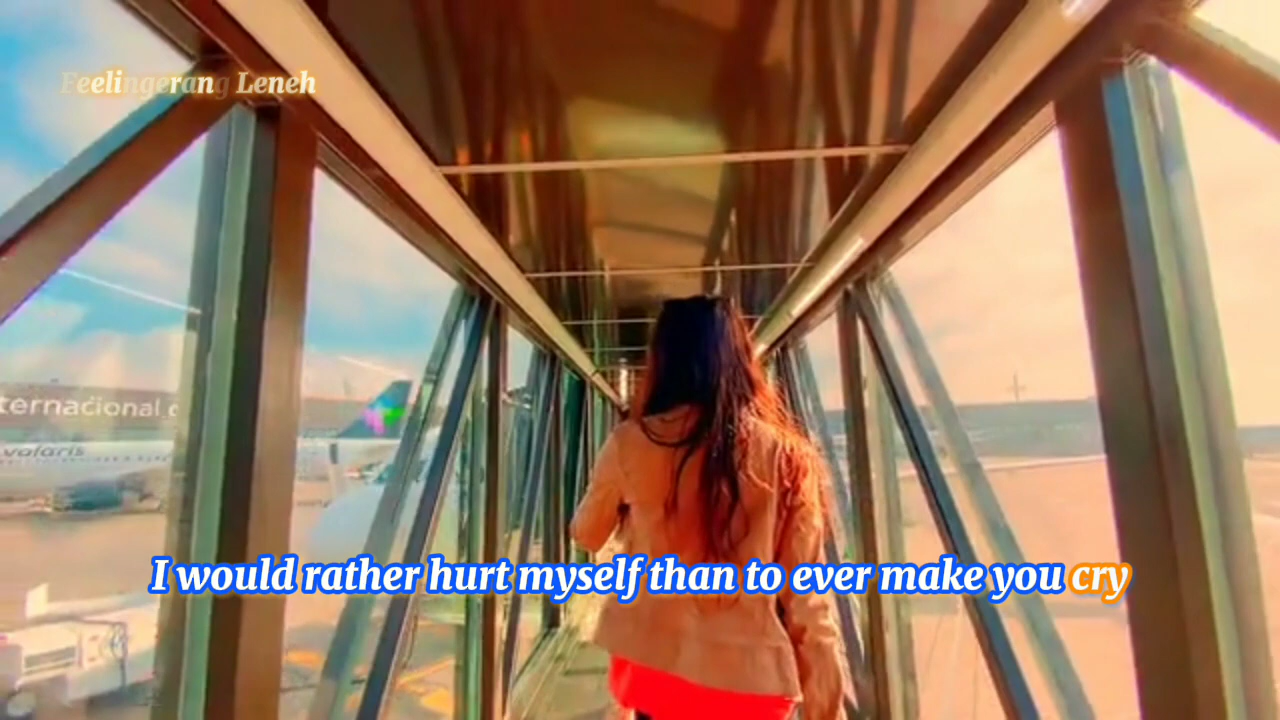 Feelingerang Leneh
ternacional
volaris
I would rather hurt myself than to ever make you cry